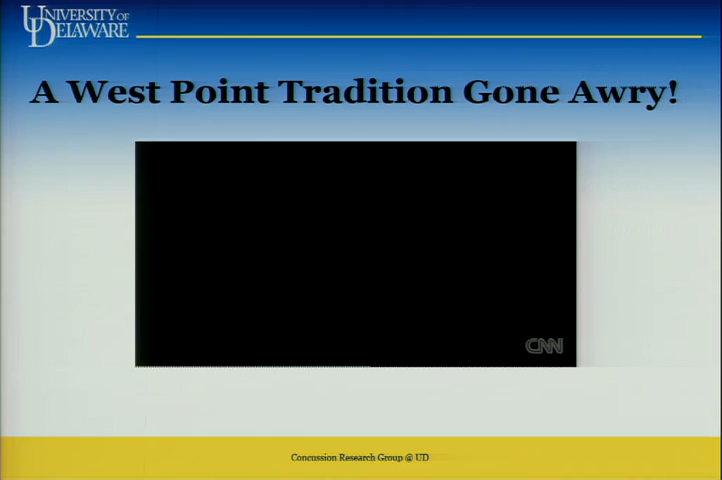 UNIVERSITY OF
DELAWARE
A West Point Tradition Gone Awry!
CNN
Concussion Research Group @ UD